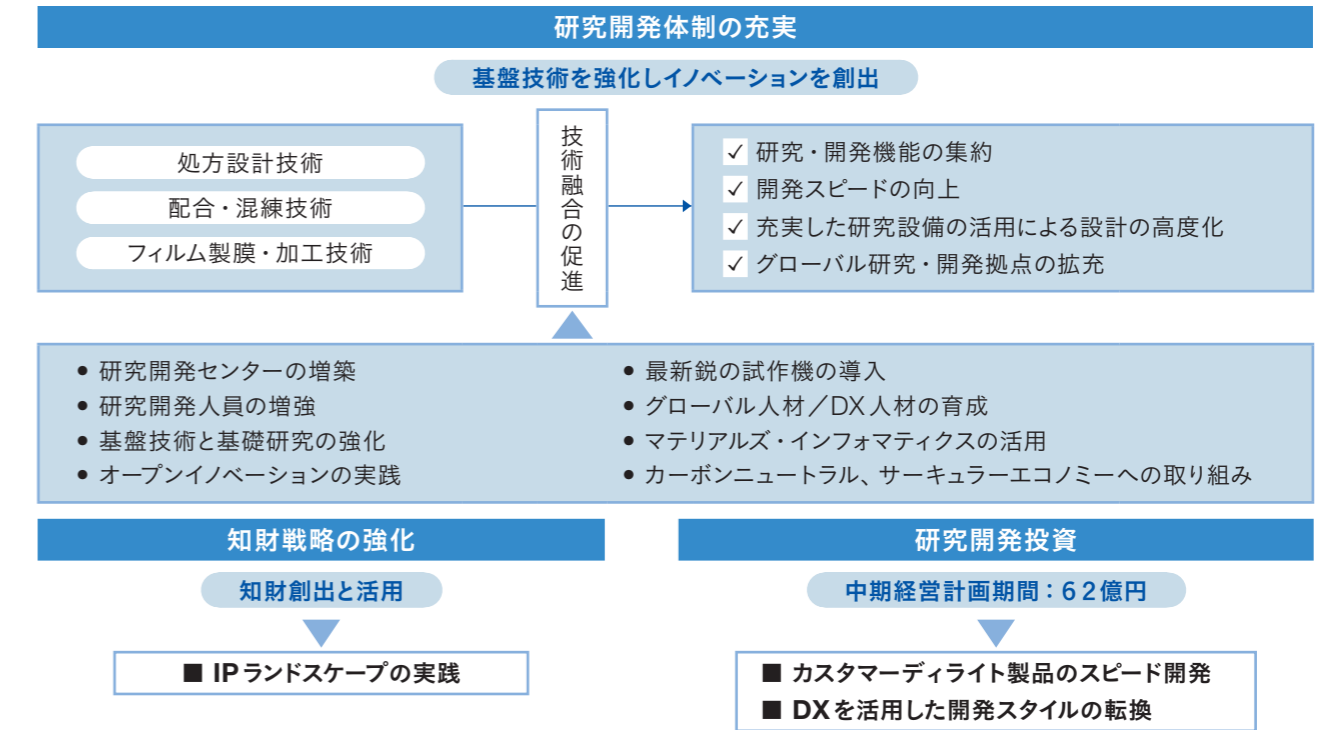 研究開発体制の充実
基盤技術を強化しイノベーションを創出
処方設計技術
配合・混練技術
フィルム製膜・加工技術
技術融合の促進
✓ 研究・開発機能の集約
✓ 開発スピードの向上
✓ 充実した研究設備の活用による設計の高度化
✓ グローバル研究・開発拠点の拡充
• 研究開発センターの増築
• 研究開発人員の増強
• 基盤技術と基礎研究の強化
• オープンイノベーションの実践
• 最新鋭の試作機の導入
• グローバル人材／DX人材の育成
• マテリアルズ・インフォマティクスの活用
• カーボンニュートラル、サーキュラーエコノミーへの取り組み
知財戦略の強化
知財創出と活用
■ IPランドスケープの実践
研究開発投資
中期経営計画期間：62億円
■ カスタマーディライト製品のスピード開発
■ DXを活用した開発スタイルの転換